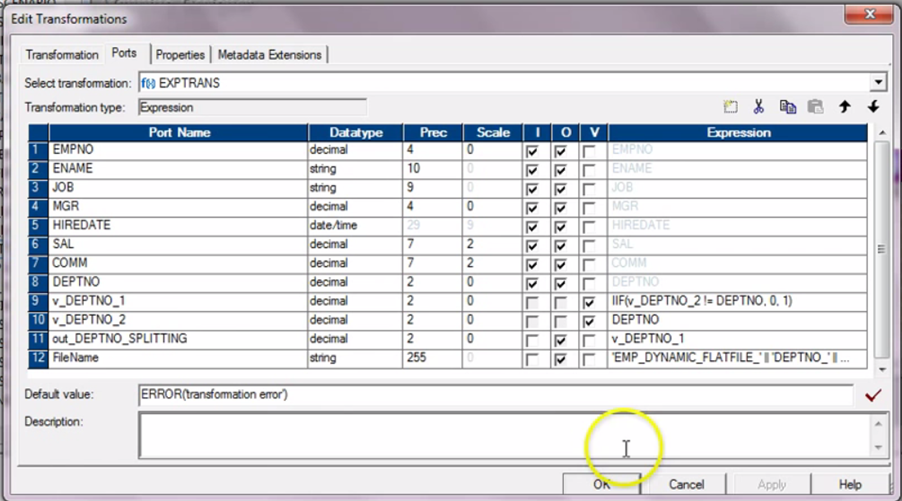 Edit Transformations
Transformation Ports Properties Metadata Extensions
Select transformation: f(x) EXPTRANS
Transformation type: Expression
Port Name Datatype Prec Scale I O V Expression
1 EMPNO decimal 4 0 EMPNO
2 ENAME string 10 0 ENAME
3 JOB string 9 0 JOB
4 MGR decimal 4 0 MGR
5 HIREDATE date/time 29 9 HIREDATE
6 SAL decimal 7 2 SAL
7 COMM decimal 7 2 COMM
8 DEPTNO decimal 2 0 DEPTNO
9 v_DEPTNO_1 decimal 2 0 IIF(v_DEPTNO_2 != DEPTNO, 0, 1)
10 v_DEPTNO_2 decimal 2 0 DEPTNO
11 out_DEPTNO_SPLITTING decimal 2 0 v_DEPTNO_1
12 FileName string 255 0 'EMP_DYNAMIC_FLATFILE_' || 'DEPTNO_' || ...
Default value: ERROR('transformation error')
Description:
OK Cancel Apply Help